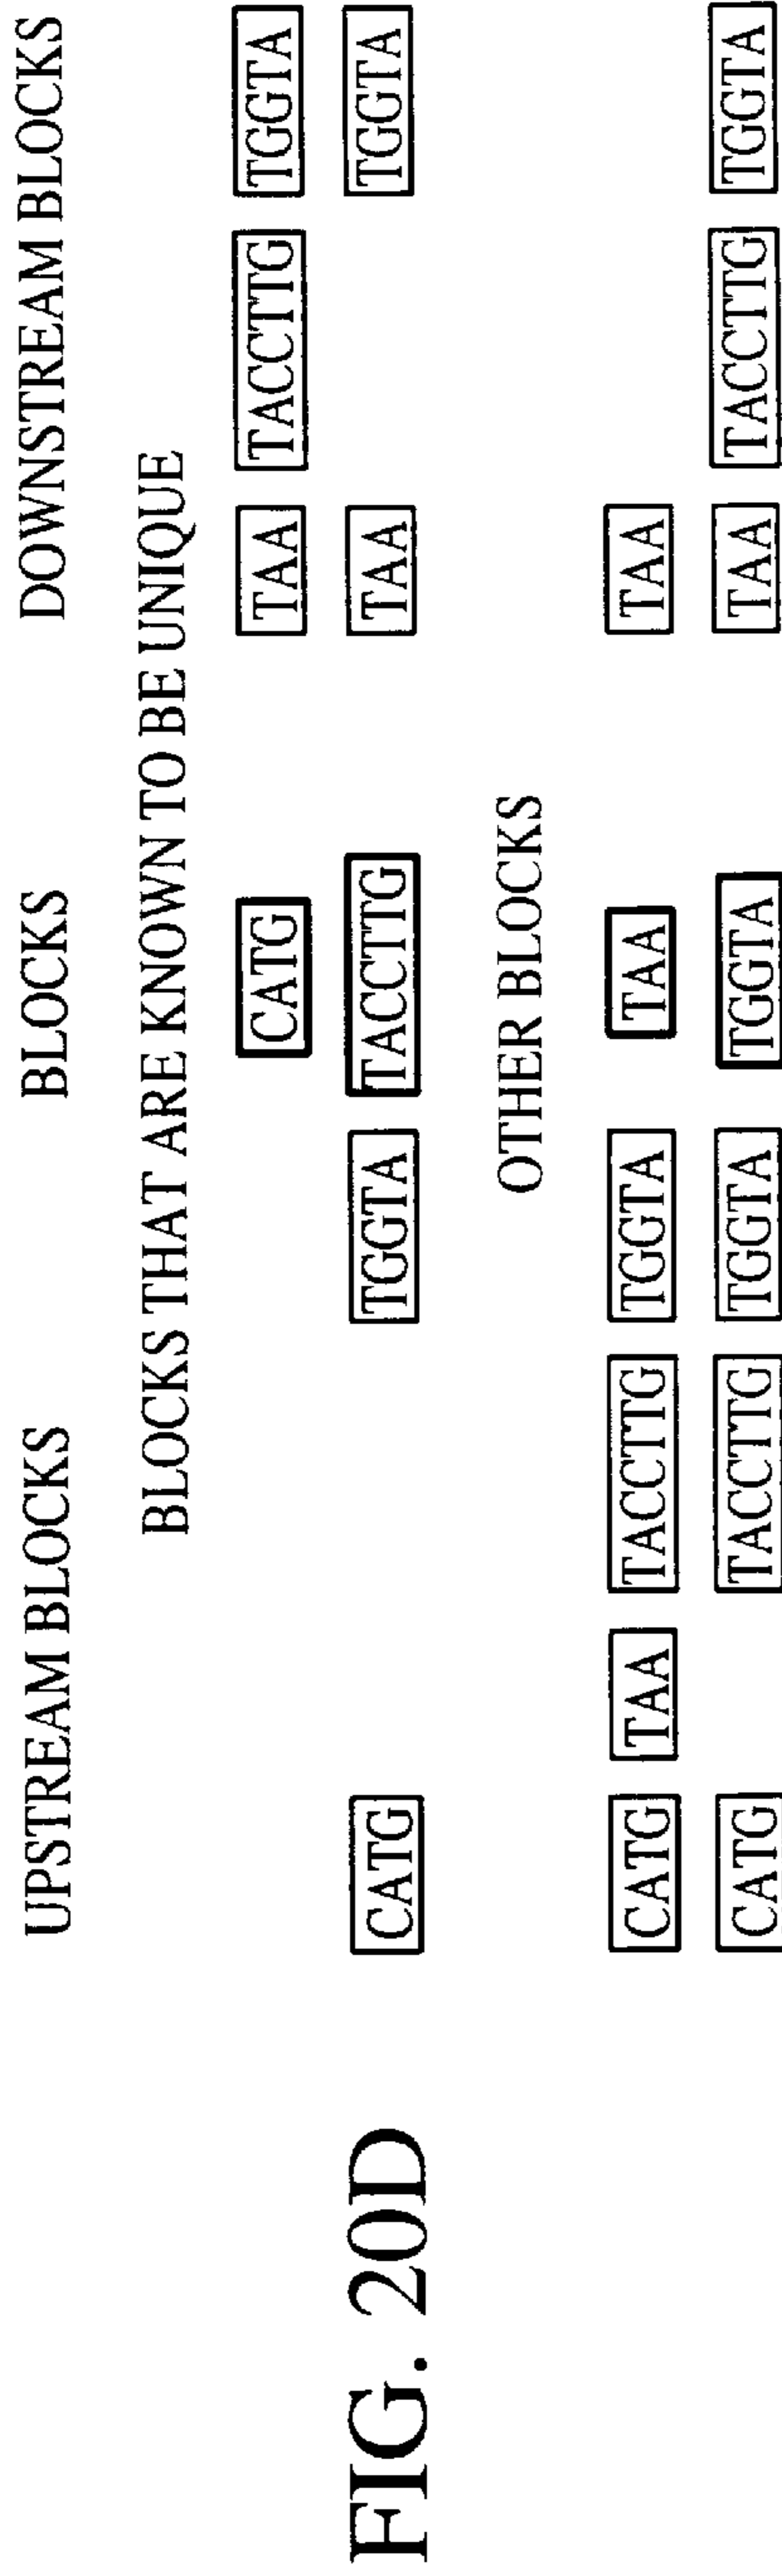 UPSTREAM BLOCKS BLOCKS DOWNSTREAM BLOCKS
BLOCKS THAT ARE KNOWN TO BE UNIQUE
CATG TAA TACCTTG TGGTA
CATG TGGTA TACCTTG TAA TGGTA
OTHER BLOCKS
CATG TAA TACCTTG TGGTA TAA TAA
CATG TACCTTG TGGTA TGGTA TAA TACCTTG TGGTA
FIG. 20D